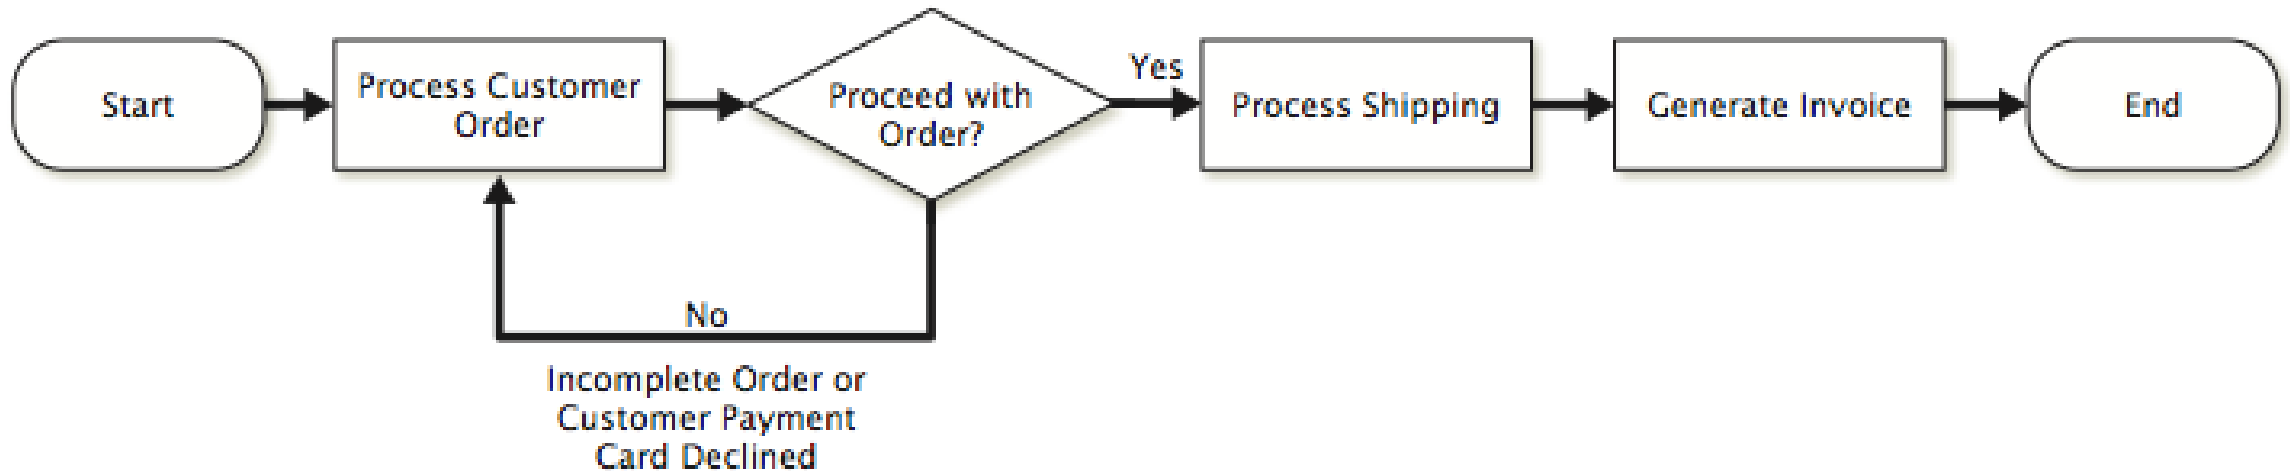 Start
Process Customer
Order
Proceed with
Order?
Yes
Process Shipping
Generate Invoice
End
No
Incomplete Order or
Customer Payment
Card Declined